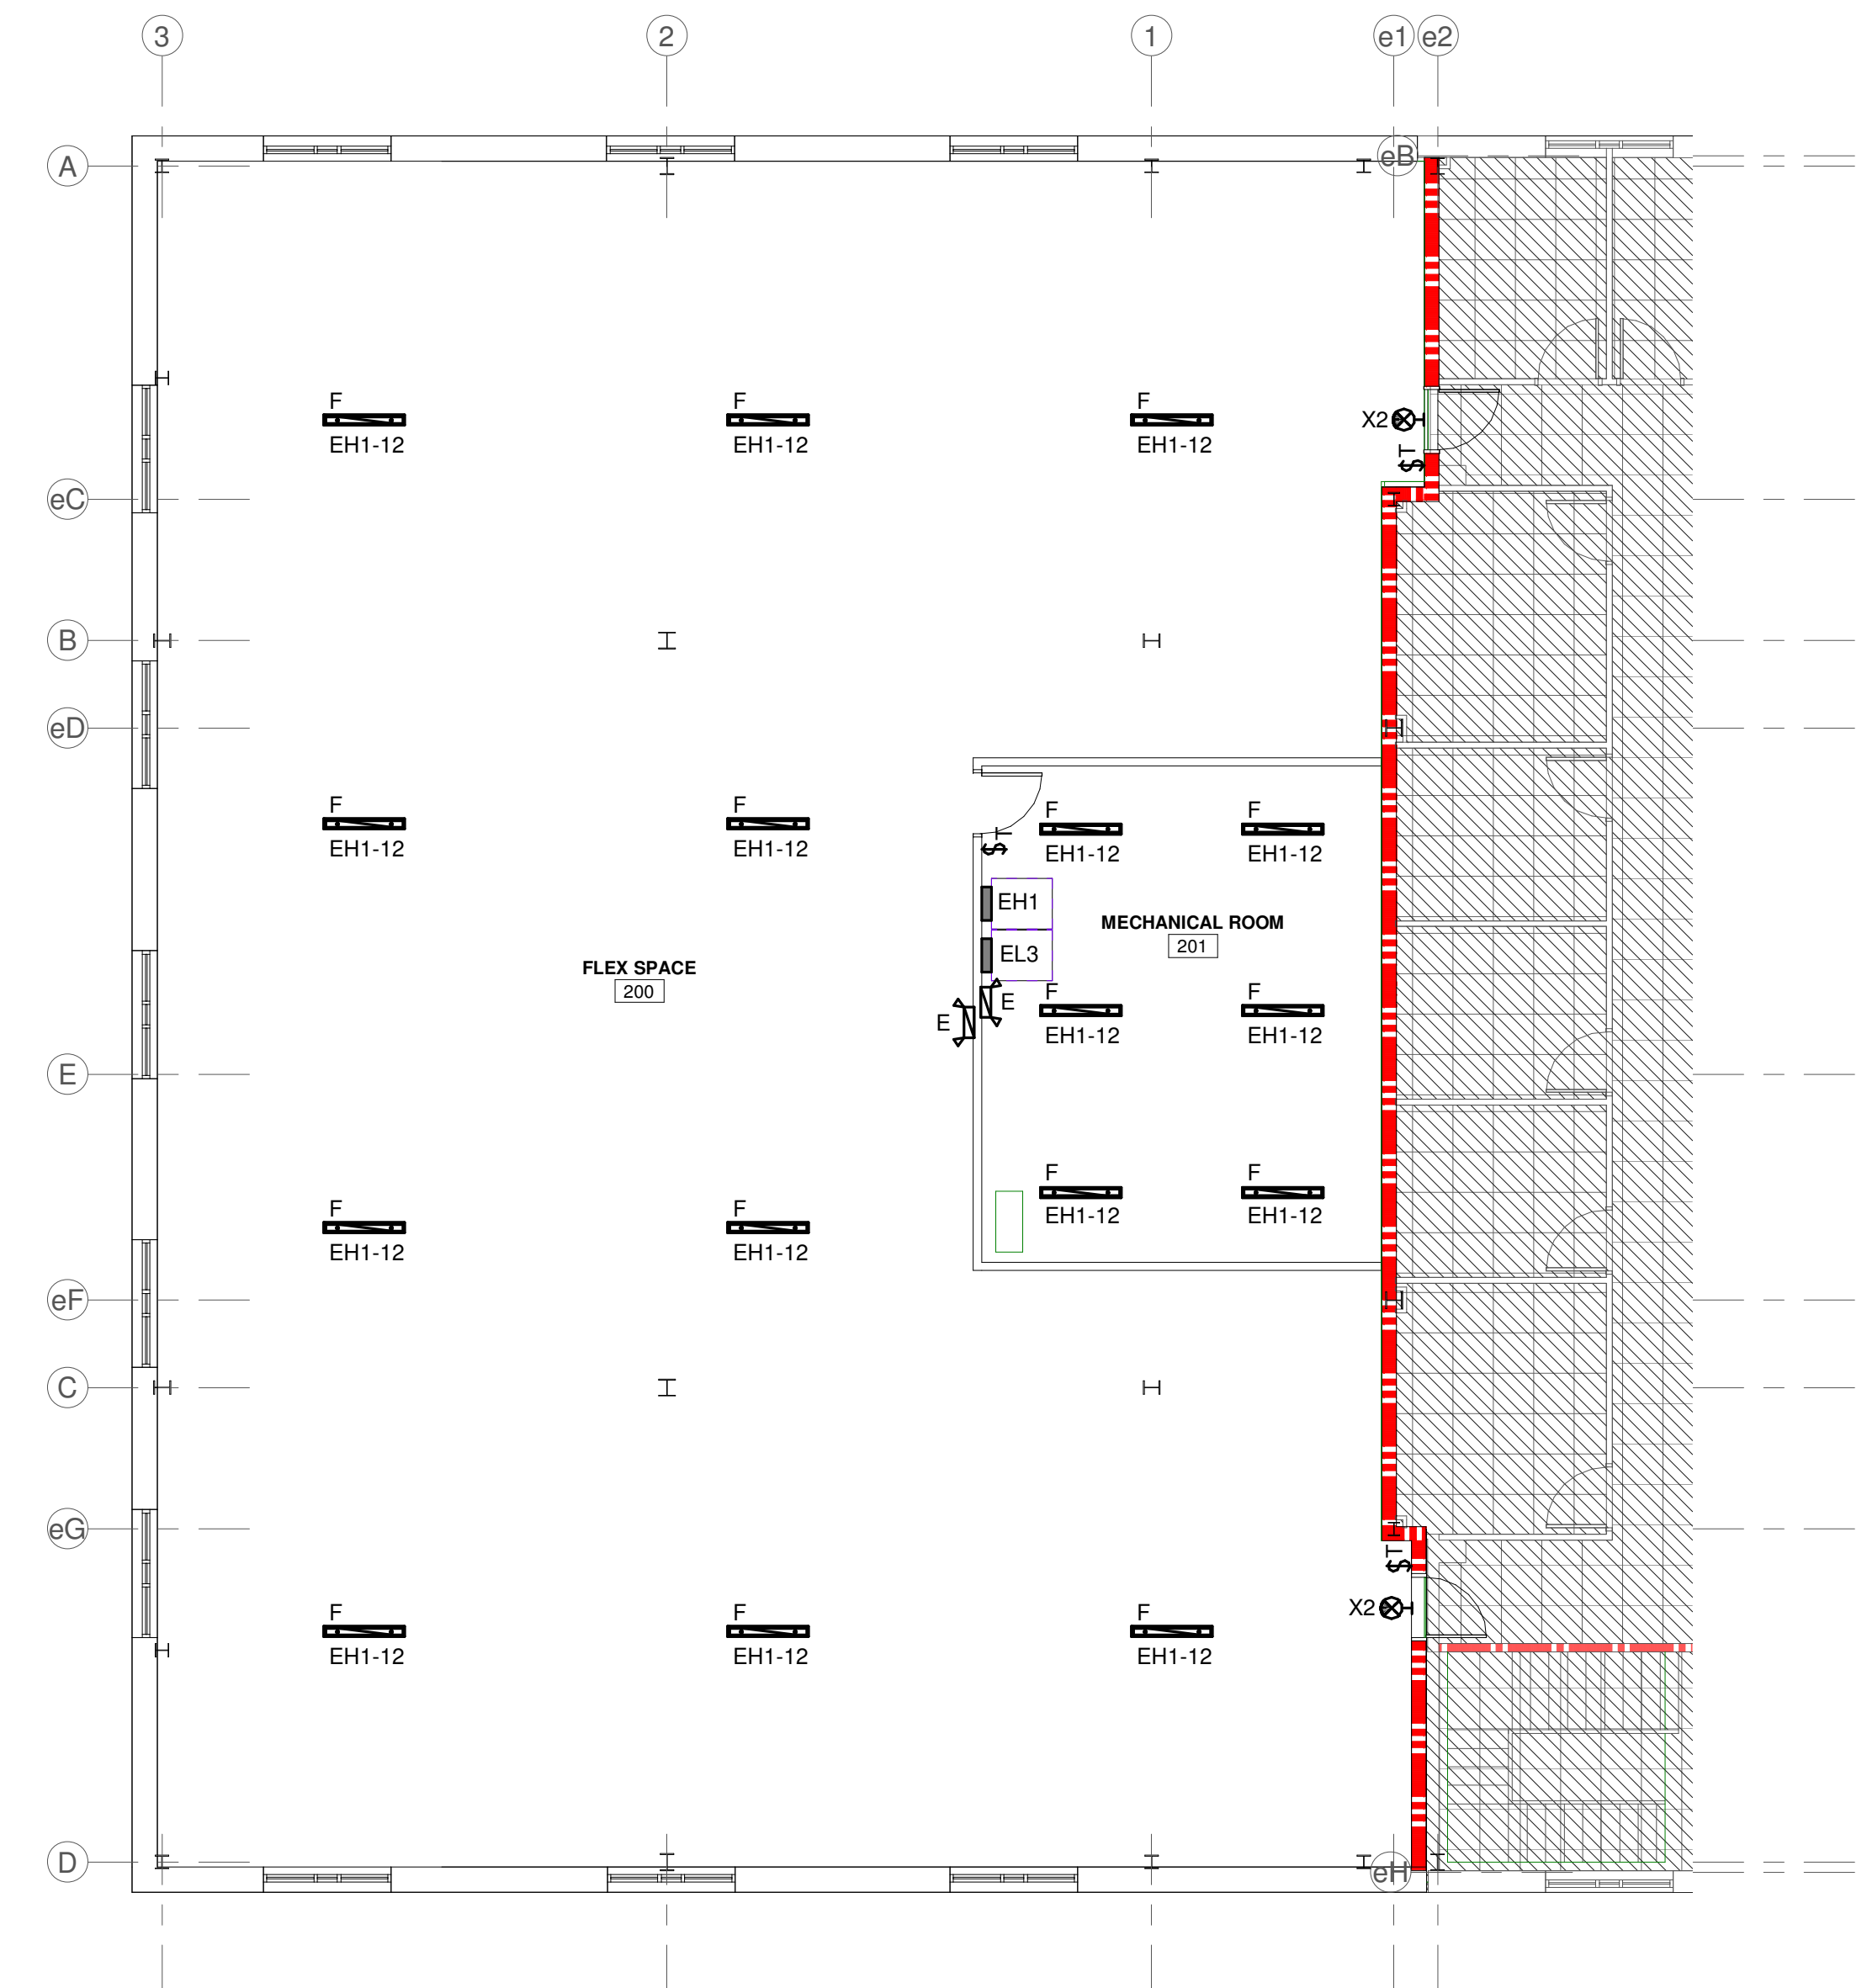 3 2 1 e1 e2
A
eB
F F F
X2
EH1-12 EH1-12 EH1-12
$T
eC
B
eD
F F F F
EH1-12 EH1-12 EH1-12 EH1-12
$T
EH1
MECHANICAL ROOM
201
EL3
FLEX SPACE
200
F F
E
E
EH1-12 EH1-12
E
F F
F F
EH1-12 EH1-12
EH1-12 EH1-12
eF
C
eG
$T
X2
F F F
EH1-12 EH1-12 EH1-12
D
eH